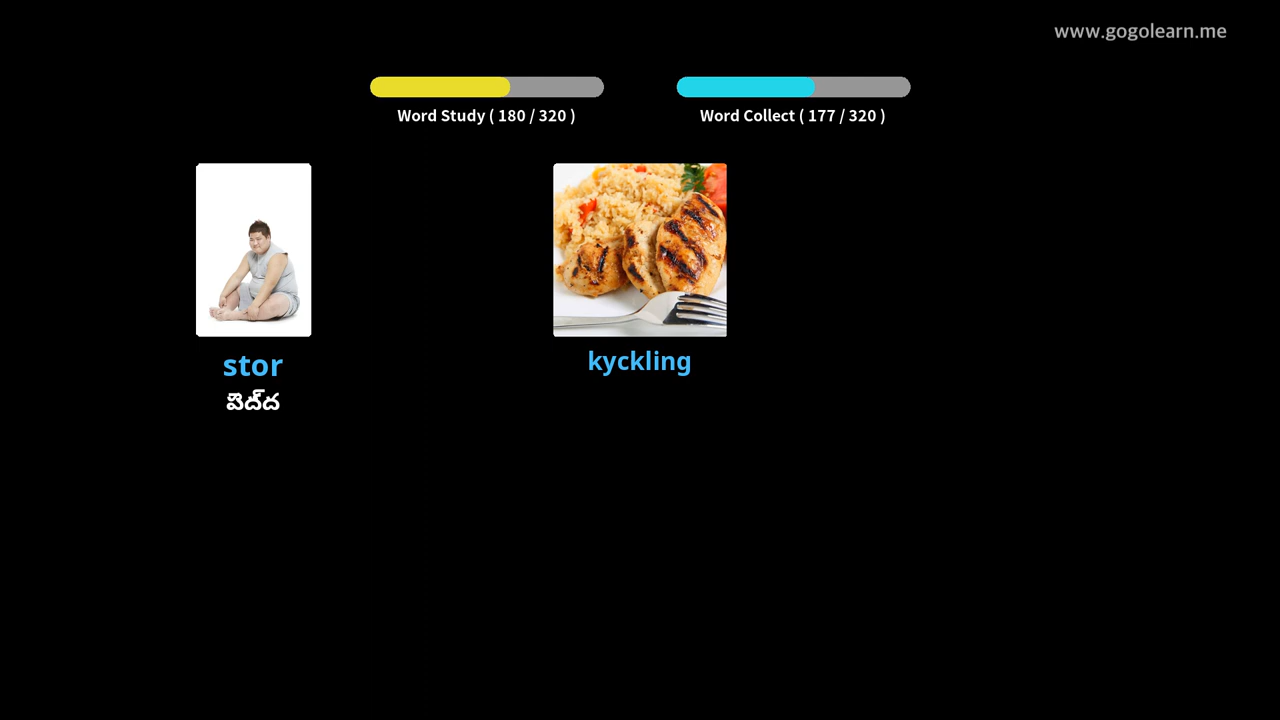 www.gogolearn.me
Word Study ( 180 / 320 )
Word Collect ( 177 / 320 )
stor
పెద్ద
kyckling